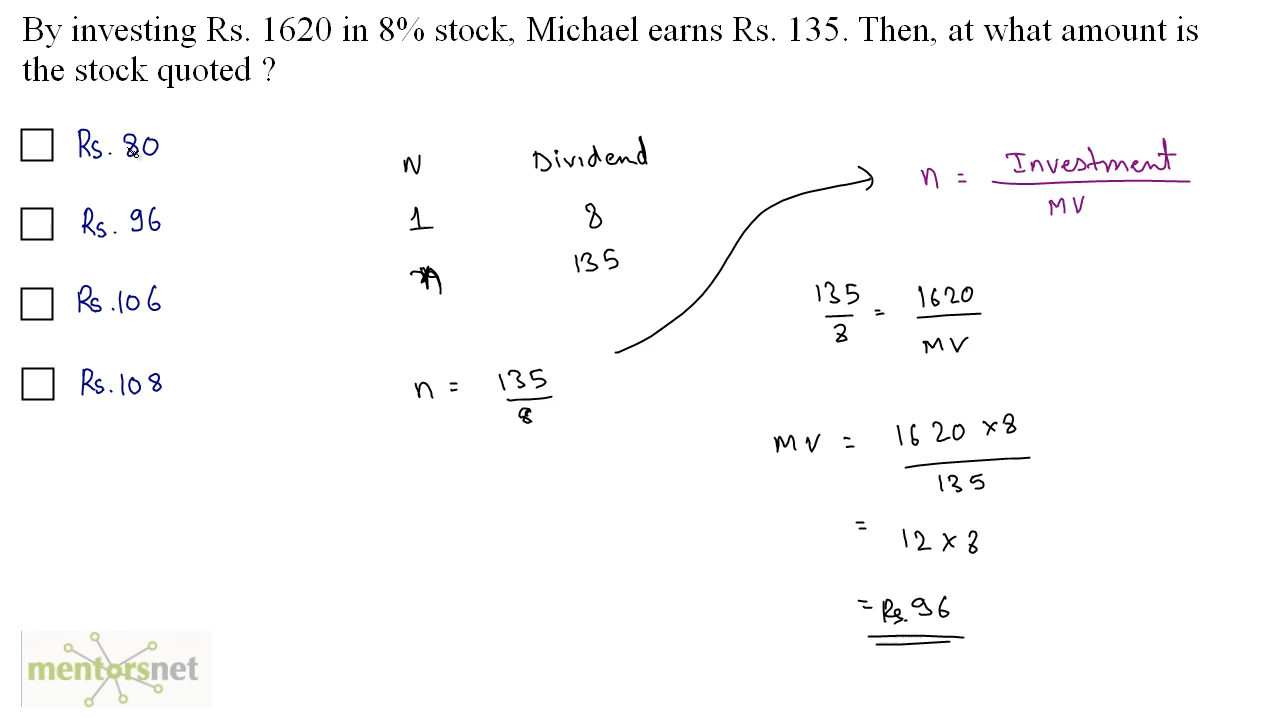 By investing Rs. 1620 in 8% stock, Michael earns Rs. 135. Then, at what amount is
the stock quoted ?
Rs. 80
Rs. 96
Rs. 106
Rs. 108
N Dividend
1 8
n 135
n = 135
8
n = Investment
MV
135 = 1620
8 MV
MV = 1620 × 8
135
= 12 × 8
= Rs. 96
mentorsnet